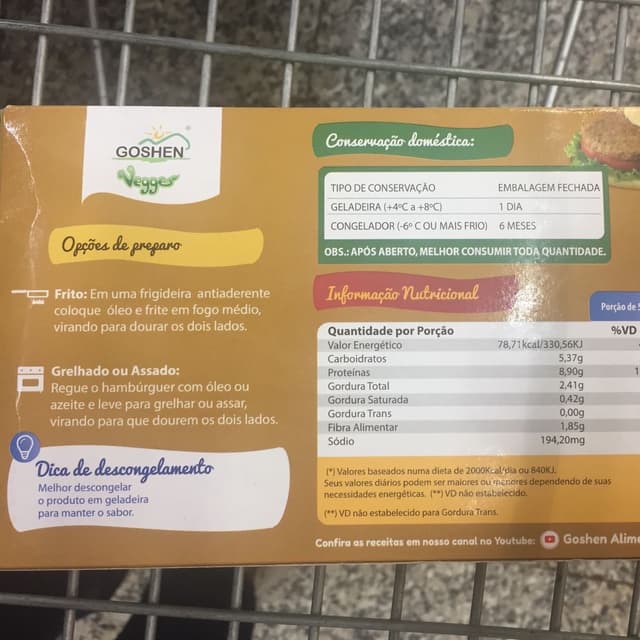 GOSHEN
Vegges
Opções de preparo
Frito: Em uma frigideira antiaderente
coloque óleo e frite em fogo médio,
virando para dourar os dois lados.
Grelhado ou Assado:
Regue o hambúrguer com óleo ou
azeite e leve para grelhar ou assar,
virando para que dourem os dois lados.
Dica de descongelamento
Melhor descongelar
o produto em geladeira
para manter o sabor.
Conservação doméstica:
TIPO DE CONSERVAÇÃO EMBALAGEM FECHADA
GELADEIRA (+4ºC a +8ºC) 1 DIA
CONGELADOR (-6º C OU MAIS FRIO) 6 MESES
OBS.: APÓS ABERTO, MELHOR CONSUMIR TODA QUANTIDADE.
Informação Nutricional
Porção de
Quantidade por Porção %VD
Valor Energético 78,71kcal/330,56KJ
Carboidratos 5,37g
Proteínas 8,90g 1
Gordura Total 2,41g
Gordura Saturada 0,42g
Gordura Trans 0,00g
Fibra Alimentar 1,85g
Sódio 194,20mg
(*) Valores baseados numa dieta de 2000Kcal/dia ou 840KJ.
Seus valores diários podem ser maiores ou menores dependendo de suas
necessidades energéticas. (**) VD não estabelecido.
(**) VD não estabelecido para Gordura Trans.
Confira as receitas em nosso canal no Youtube: Goshen Alime